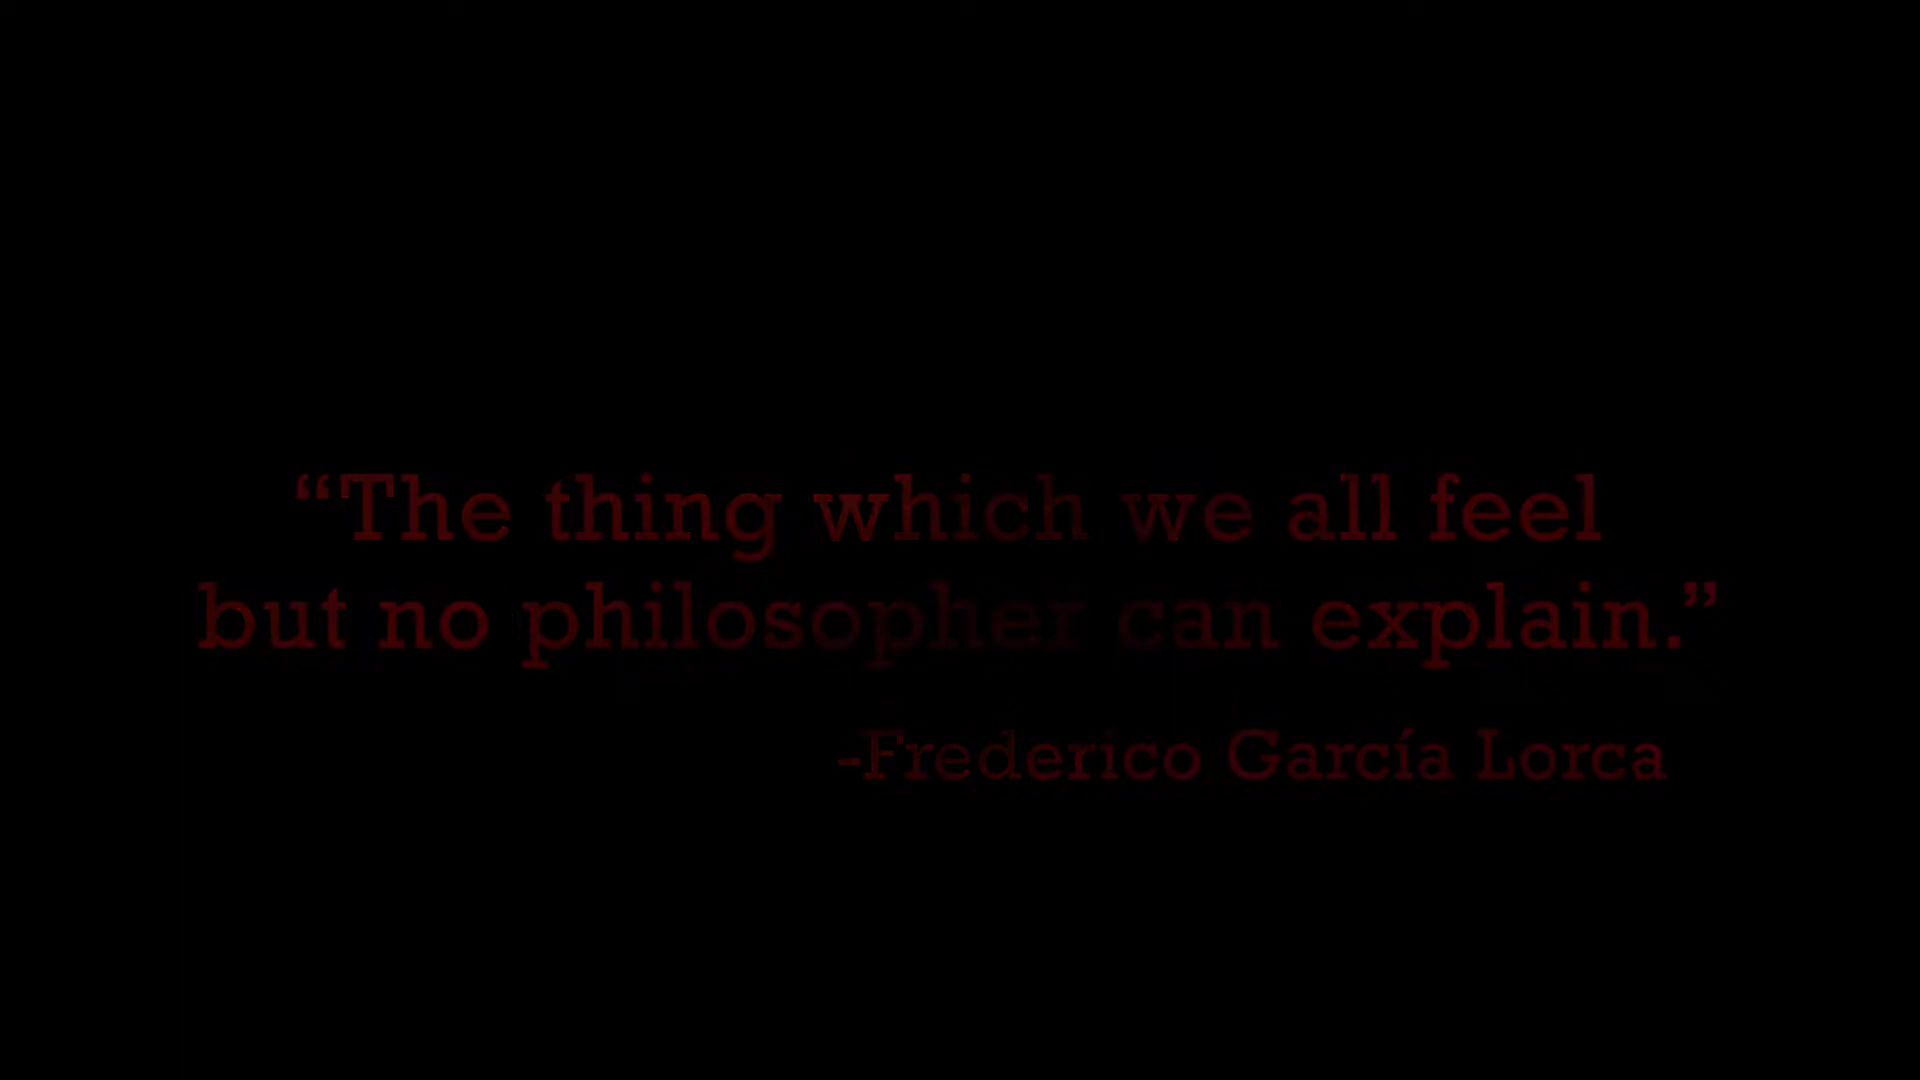 “The thing which we all feel
but no philosopher can explain.”
-Frederico García Lorca